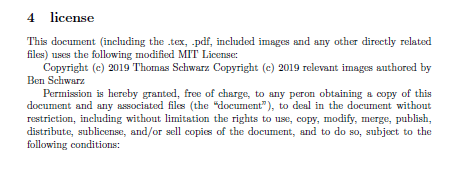 4 license
This document (including the .tex, .pdf, included images and any other directly related
files) uses the following modified MIT License:
Copyright (c) 2019 Thomas Schwarz Copyright (c) 2019 relevant images authored by
Ben Schwarz
Permission is hereby granted, free of charge, to any peron obtaining a copy of this
document and any associated files (the “document”), to deal in the document without
restriction, including without limitation the rights to use, copy, modify, merge, publish,
distribute, sublicense, and/or sell copies of the document, and to do so, subject to the
following conditions: